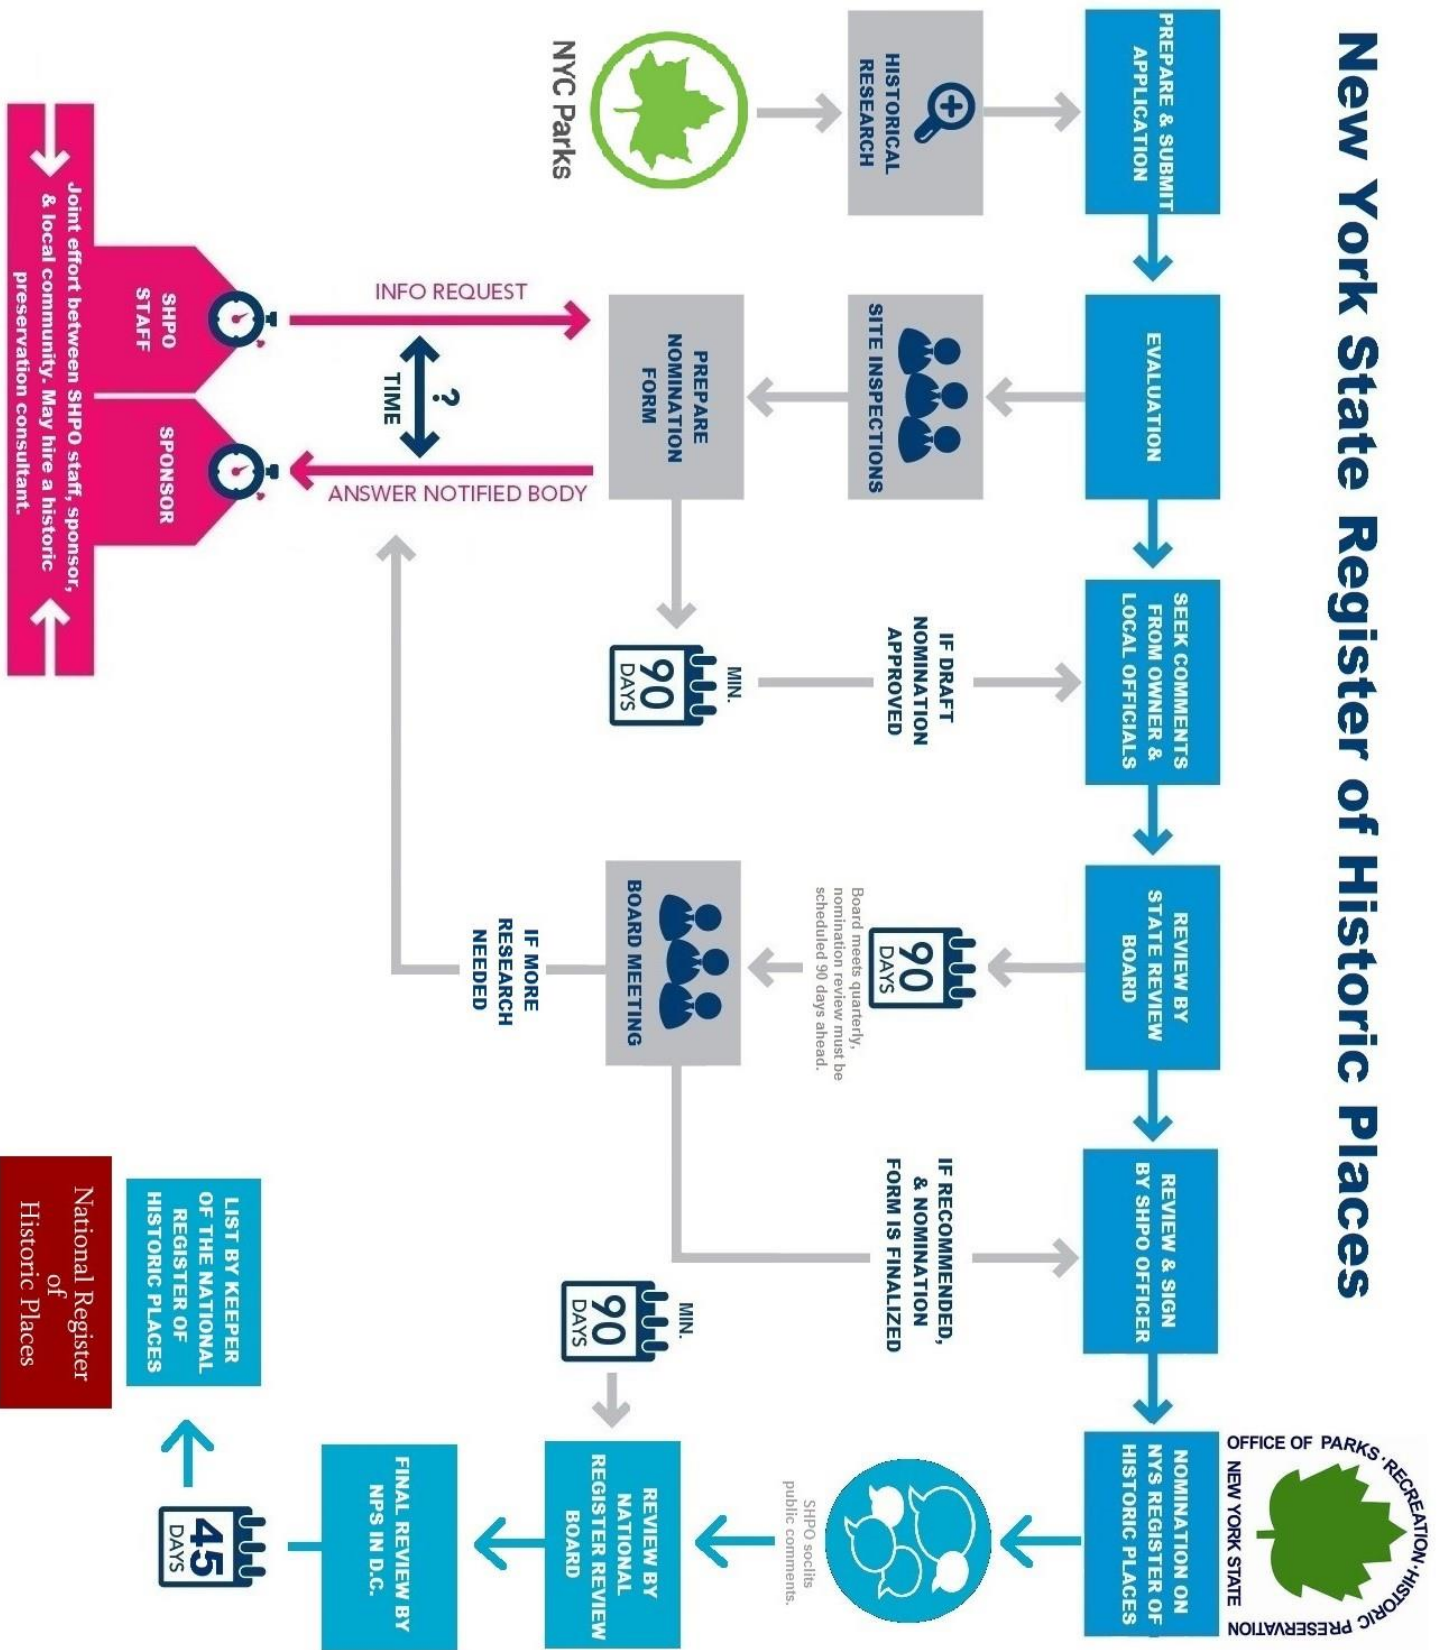 New York State Register of Historic Places
OFFICE OF PARKS·RECREATION·HISTORIC PRESERVATION
NEW YORK STATE
PREPARE & SUBMIT
APPLICATION
EVALUATION
SEEK COMMENTS
FROM OWNER &
LOCAL OFFICIALS
REVIEW BY
STATE REVIEW
BOARD
REVIEW & SIGN
BY SHPO OFFICER
NOMINATION ON
NYS REGISTER OF
HISTORIC PLACES
HISTORICAL
RESEARCH
SITE INSPECTIONS
IF DRAFT
NOMINATION
APPROVED
90
DAYS
Board meets quarterly,
nomination review must be
scheduled 90 days ahead.
IF RECOMMENDED,
& NOMINATION
FORM IS FINALIZED
SHPO soclits
public comments.
NYC Parks
PREPARE
NOMINATION
FORM
MIN.
90
DAYS
BOARD MEETING
MIN.
90
DAYS
REVIEW BY
NATIONAL
REGISTER REVIEW
BOARD
INFO REQUEST
?
TIME
ANSWER NOTIFIED BODY
IF MORE
RESEARCH
NEEDED
FINAL REVIEW BY
NPS IN D.C.
SHPO
STAFF
SPONSOR
Joint effort between SHPO staff, sponsor,
& local community. May hire a historic
preservation consultant.
LIST BY KEEPER
OF THE NATIONAL
REGISTER OF
HISTORIC PLACES
45
DAYS
National Register
of
Historic Places